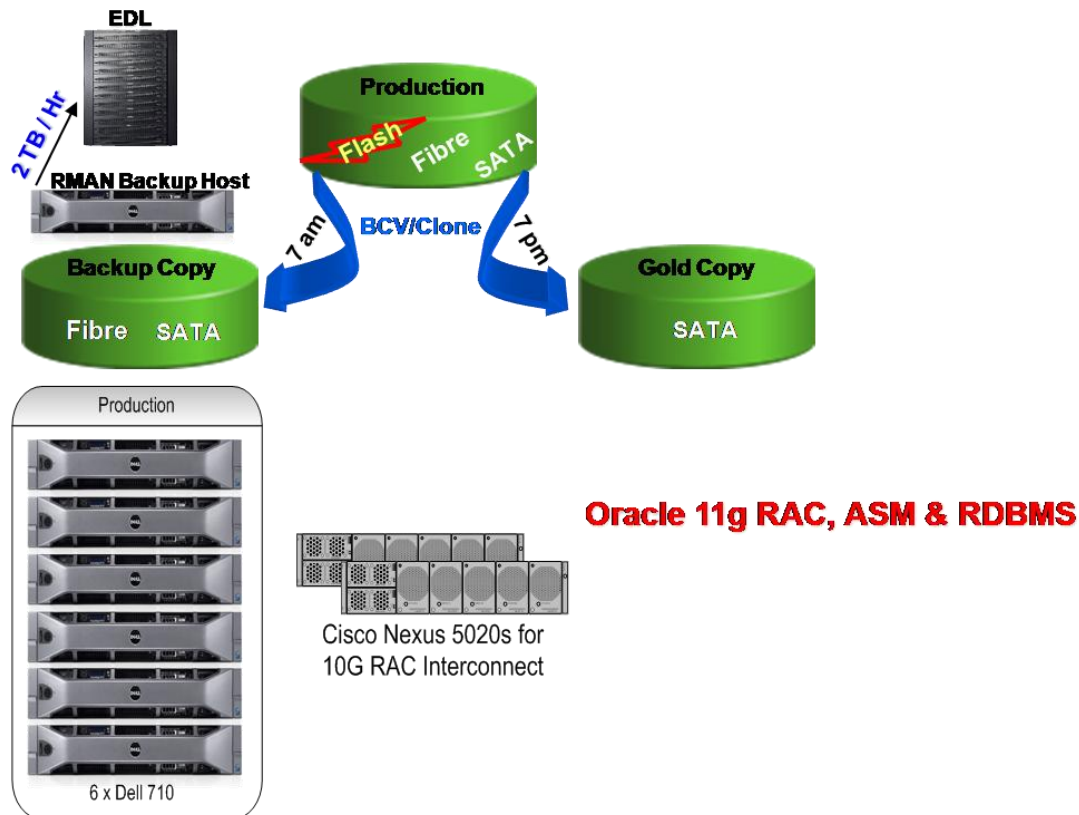 EDL
2 TB / Hr
RMAN Backup Host
Production
Flash
Fibre
SATA
BCV/Clone
7 am
7 pm
Backup Copy
Fibre SATA
Gold Copy
SATA
Production
6 x Dell 710
Cisco Nexus 5020s for
10G RAC Interconnect
Oracle 11g RAC, ASM & RDBMS